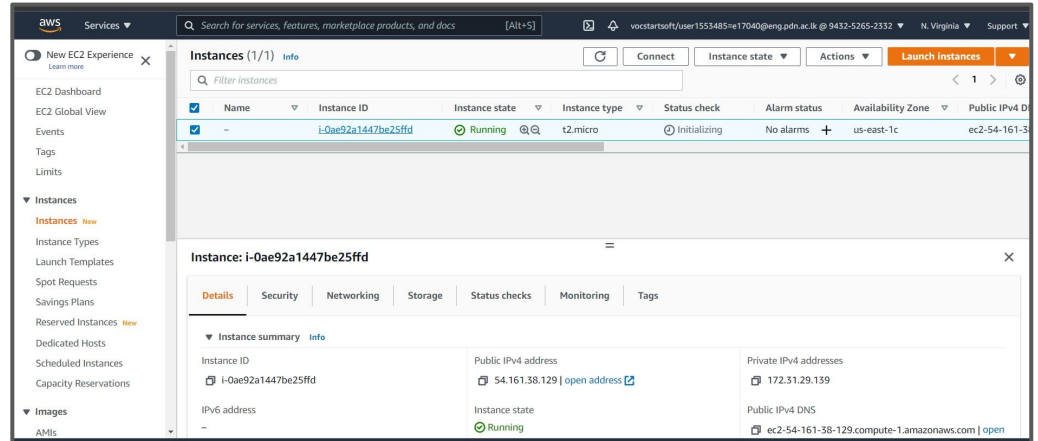 aws Services ▼ Search for services, features, marketplace products, and docs [Alt+S] vocstartsoft/user1553485=e17040@eng.pdn.ac.lk @ 9432-5265-2332 ▼ N. Virginia ▼ Support ▼
New EC2 Experience
Learn more
EC2 Dashboard
EC2 Global View
Events
Tags
Limits
▼ Instances
Instances New
Instance Types
Launch Templates
Spot Requests
Savings Plans
Reserved Instances New
Dedicated Hosts
Scheduled Instances
Capacity Reservations
▼ Images
AMIs
Instances (1/1) Info Connect Instance state ▼ Actions ▼ Launch instances ▼
Filter instances 1
Name Instance ID Instance state Instance type Status check Alarm status Availability Zone Public IPv4 D
– i-0ae92a1447be25ffd Running t2.micro Initializing No alarms + us-east-1c ec2-54-161-3
Instance: i-0ae92a1447be25ffd
Details Security Networking Storage Status checks Monitoring Tags
▼ Instance summary Info
Instance ID Public IPv4 address Private IPv4 addresses
i-0ae92a1447be25ffd 54.161.38.129 | open address 172.31.29.139
IPv6 address Instance state Public IPv4 DNS
– Running ec2-54-161-38-129.compute-1.amazonaws.com | open